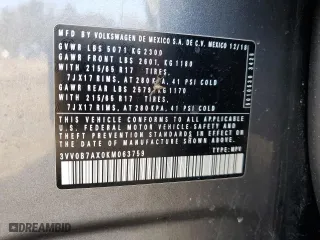 MFD BY VOLKSWAGEN DE MEXICO S.A. DE C.V. MEXICO 12/18
GVWR LBS 5071 KG 2300
GAWR FRONT LBS 2601 KG 1180
WITH 215/65 R17 TIRES,
7JX17 RIMS, AT 280 KPA, 41 PSI COLD
GAWR REAR LBS 2579 KG 1170
WITH 215/65 R17 TIRES,
7JX17 RIMS, AT 280KPA, 41 PSI COLD
THIS VEHICLE CONFORMS TO ALL APPLICABLE
FEDERAL MOTOR VEHICLE SAFETY AND
THEFT PREVENTION STANDARDS IN EFFECT
ON THE DATE OF MANUFACTURE SHOWN ABOVE
3VV0B7AX0KM063759
TYPE: MPV